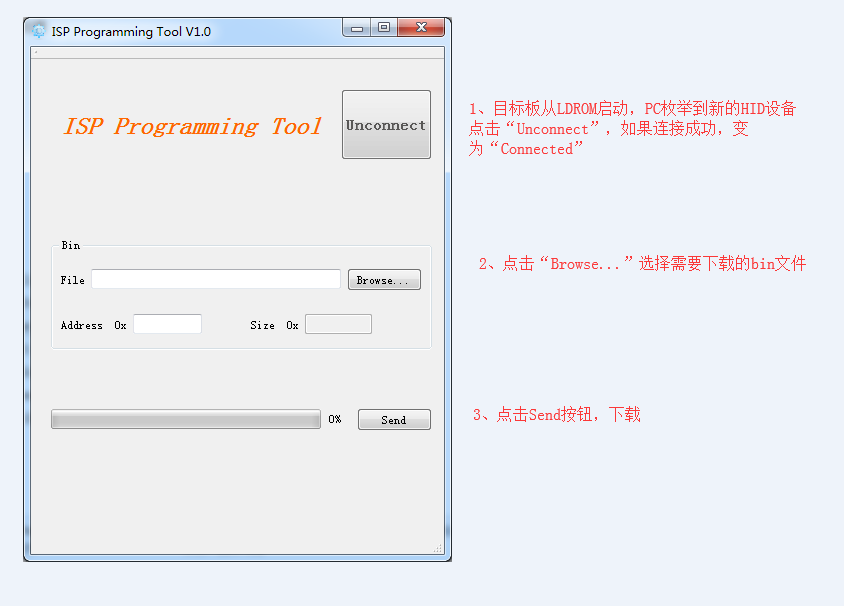 ISP Programming Tool V1.0
ISP Programming Tool
Unconnect
1、目标板从LDROM启动，PC枚举到新的HID设备
点击“Unconnect”，如果连接成功，变
为“Connected”
Bin
2、点击“Browse...”选择需要下载的bin文件
File
Browse...
Address 0x
Size 0x
3、点击Send按钮，下载
0%
Send